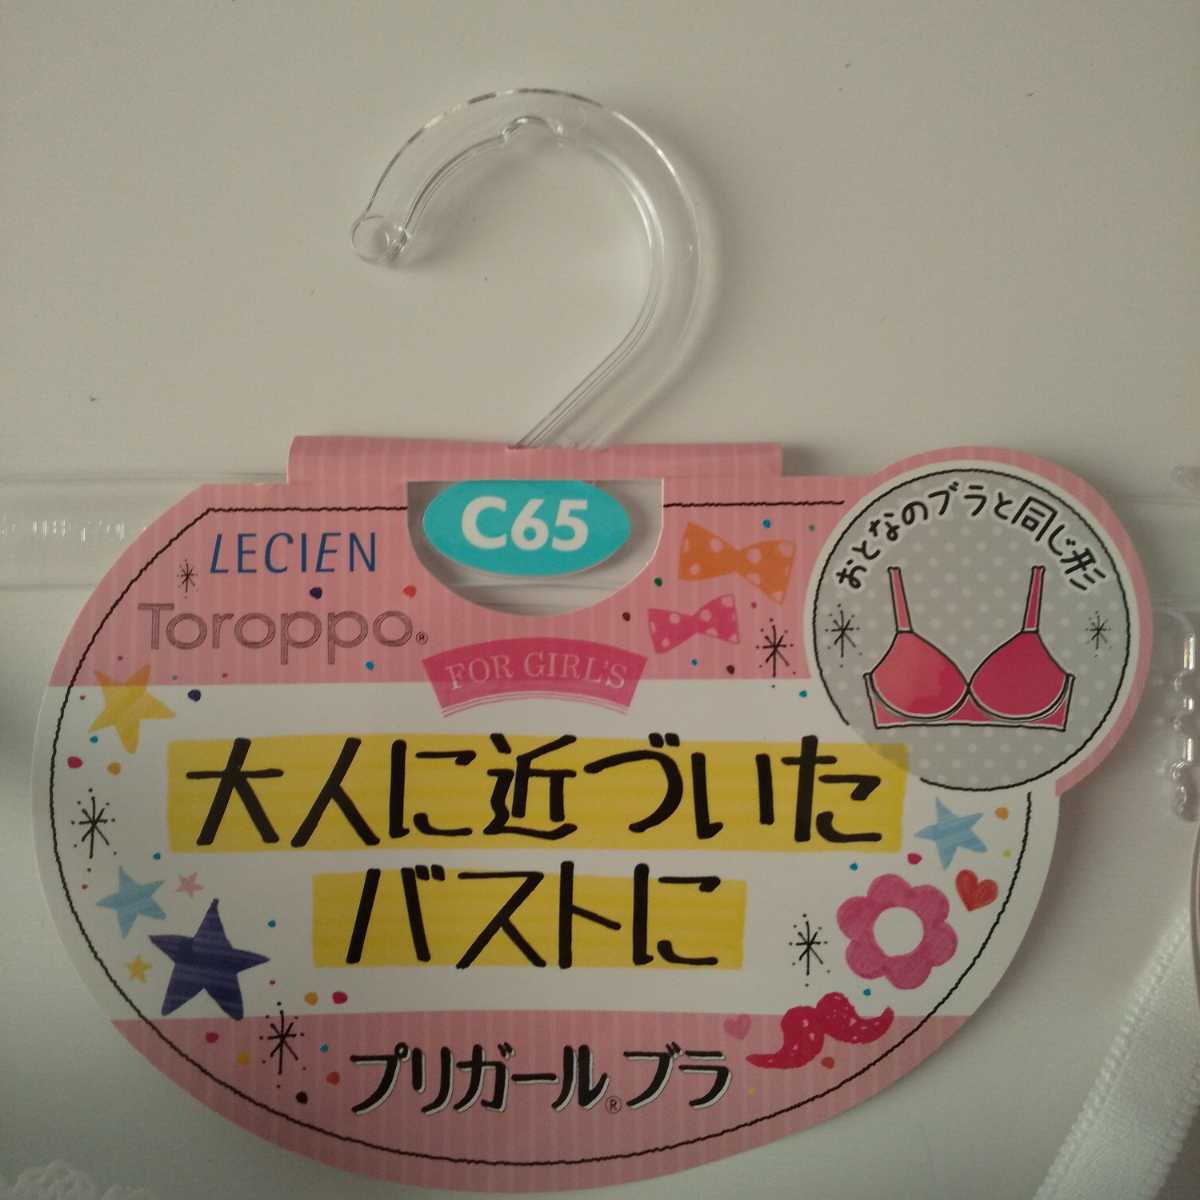 C65
LECIEN
Toroppo®
FOR GIRL'S
おとなのブラと同じ形
大人に近づいた
バストに
プリガール®ブラ